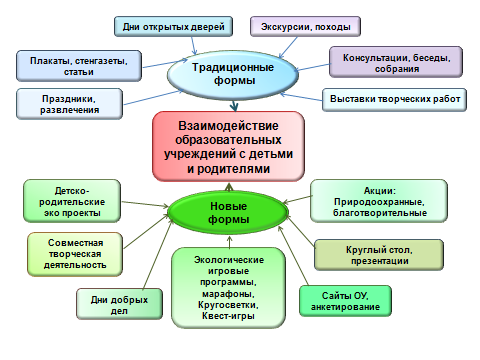 Дни открытых дверей
Экскурсии, походы
Плакаты, стенгазеты,
статьи
Традиционные
формы
Консультации, беседы,
собрания
Праздники,
развлечения
Выставки творческих работ
Взаимодействие
образовательных
учреждений с детьми
и родителями
Детско-
родительские
эко проекты
Новые
формы
Акции:
Природоохранные,
благотворительные
Совместная
творческая
деятельность
Круглый стол,
презентации
Экологические
игровые
программы,
марафоны,
Кругосветки,
Квест-игры
Дни добрых
дел
Сайты ОУ,
анкетирование